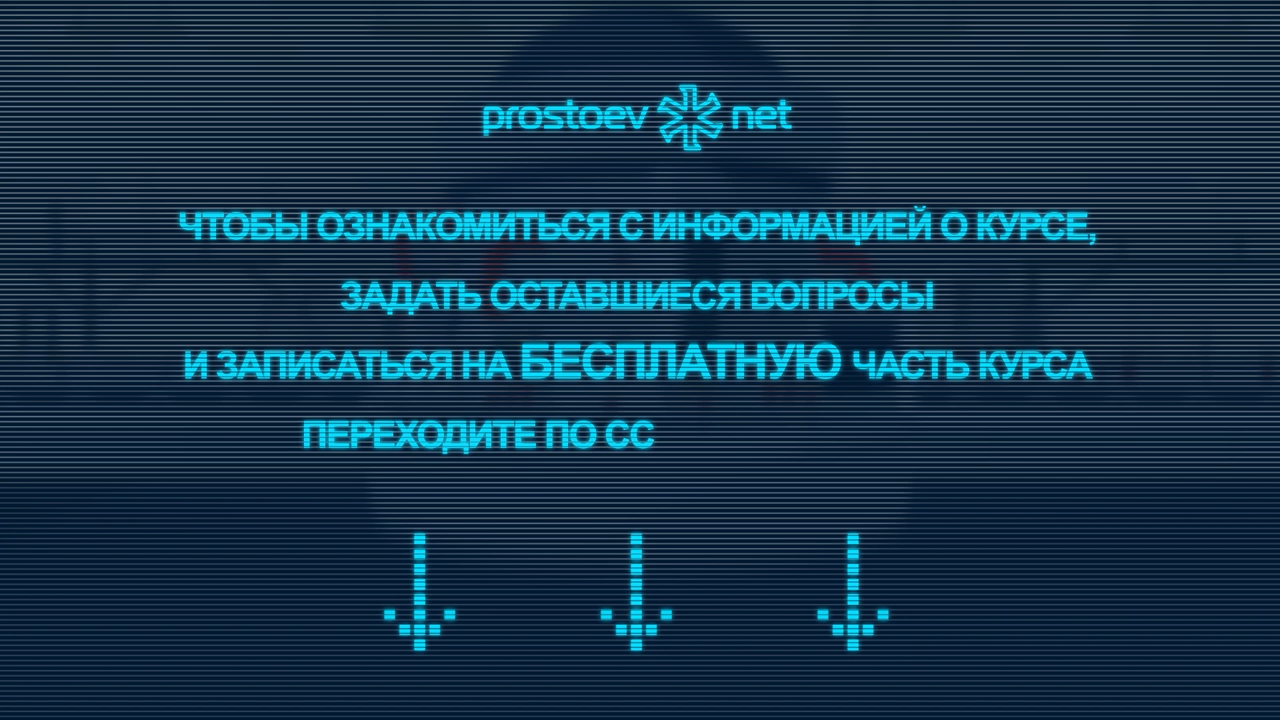 prostoev net
ЧТОБЫ ОЗНАКОМИТЬСЯ С ИНФОРМАЦИЕЙ О КУРСЕ,
ЗАДАТЬ ОСТАВШИЕСЯ ВОПРОСЫ
И ЗАПИСАТЬСЯ НА БЕСПЛАТНУЮ ЧАСТЬ КУРСА
ПЕРЕХОДИТЕ ПО СС